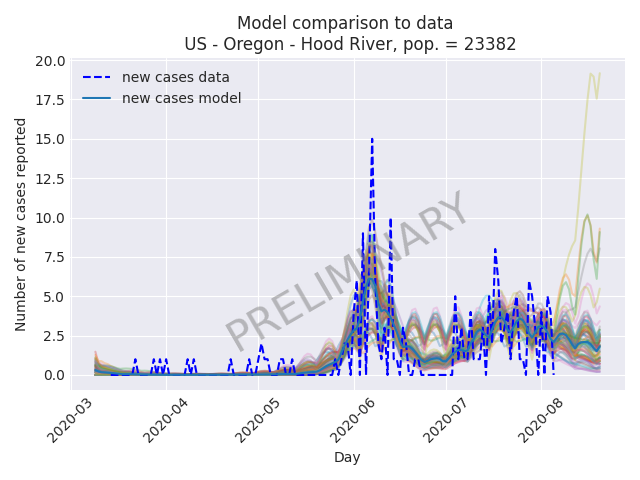 Model comparison to data
US - Oregon - Hood River, pop. = 23382
Number of new cases reported
20.0
17.5
15.0
12.5
10.0
7.5
5.0
2.5
0.0
new cases data
new cases model
PRELIMINARY
2020-03
2020-04
2020-05
2020-06
2020-07
2020-08
Day